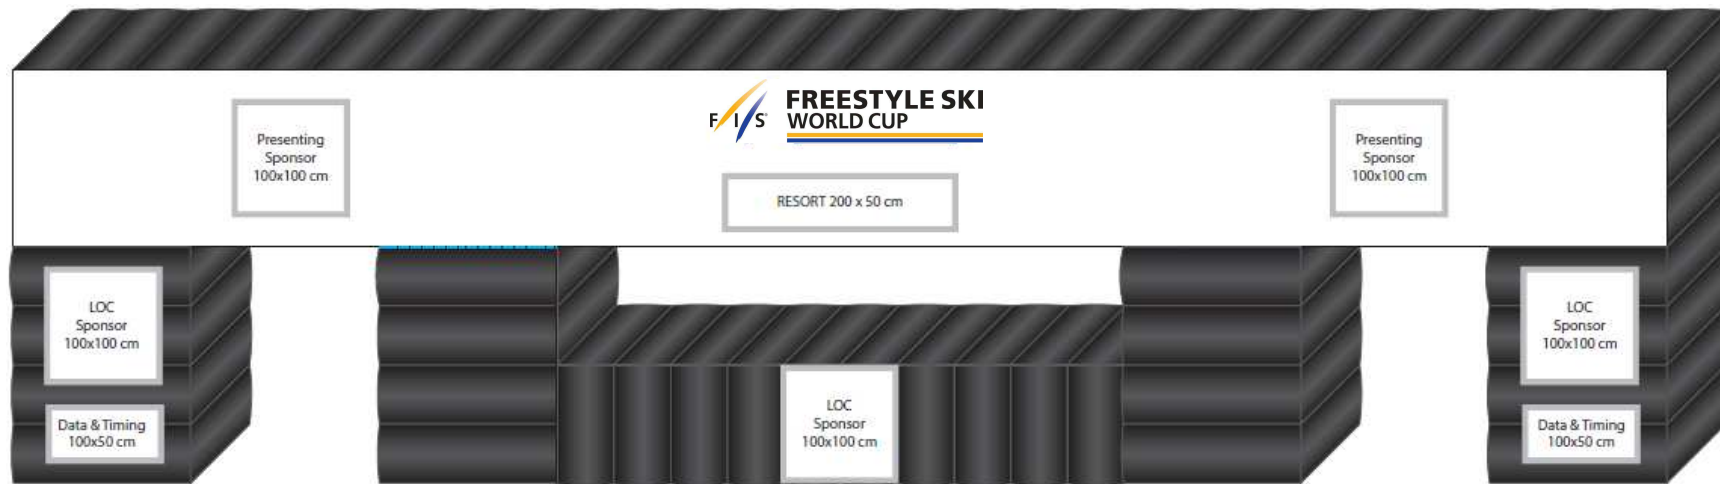 FIS
FREESTYLE SKI
WORLD CUP
Presenting
Sponsor
100x100 cm
RESORT 200 x 50 cm
Presenting
Sponsor
100x100 cm
LOC
Sponsor
100x100 cm
Data & Timing
100x50 cm
LOC
Sponsor
100x100 cm
LOC
Sponsor
100x100 cm
Data & Timing
100x50 cm